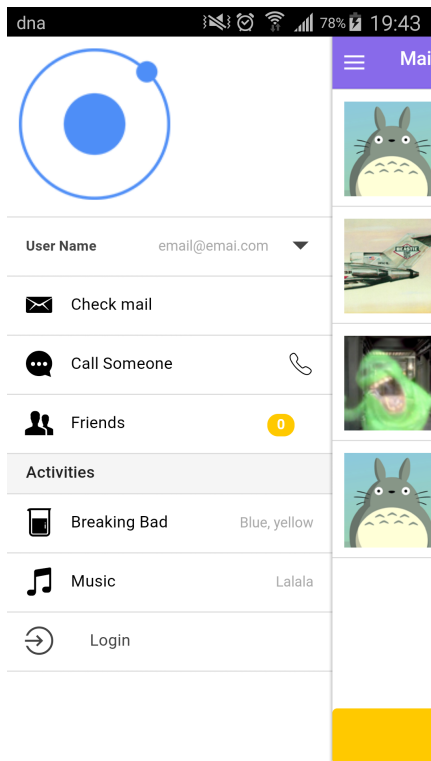 dna 78% 19:43
Mai
User Name email@emai.com
Check mail
Call Someone
Friends 0
Activities
Breaking Bad Blue, yellow
Music Lalala
Login